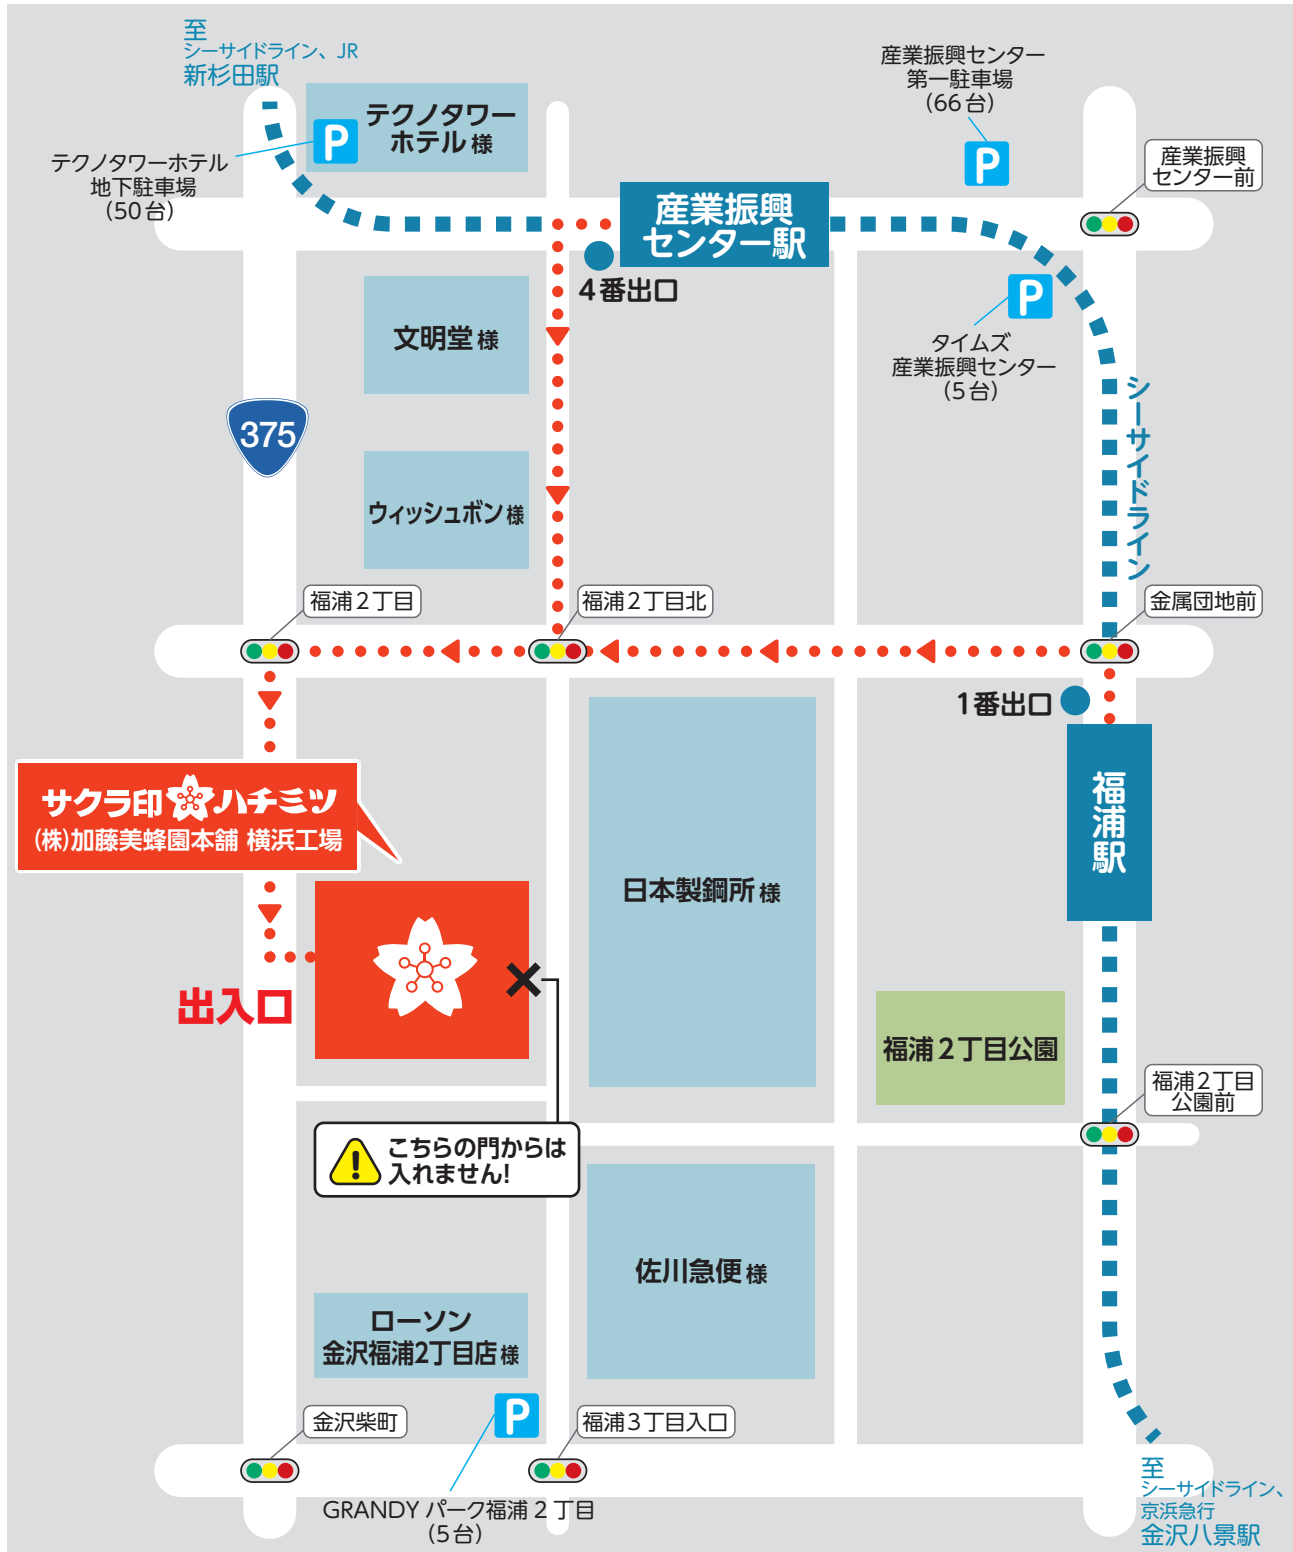 至
シーサイドライン、JR
新杉田駅
テクノタワー
ホテル様
P
テクノタワーホテル
地下駐車場
(50台)
産業振興センター
第一駐車場
(66台)
P
産業振興
センター前
産業振興
センター駅
4番出口
P
タイムズ
産業振興センター
(5台)
文明堂様
シーサイドライン
375
ウィッシュボン様
福浦2丁目
福浦2丁目北
金属団地前
1番出口
福浦駅
サクラ印ハチミツ
(株)加藤美蜂園本舗 横浜工場
日本製鋼所様
出入口
福浦2丁目公園
福浦2丁目
公園前
こちらの門からは
入れません!
佐川急便様
ローソン
金沢福浦2丁目店様
P
金沢柴町
福浦3丁目入口
GRANDYパーク福浦2丁目
(5台)
至
シーサイドライン、
京浜急行
金沢八景駅